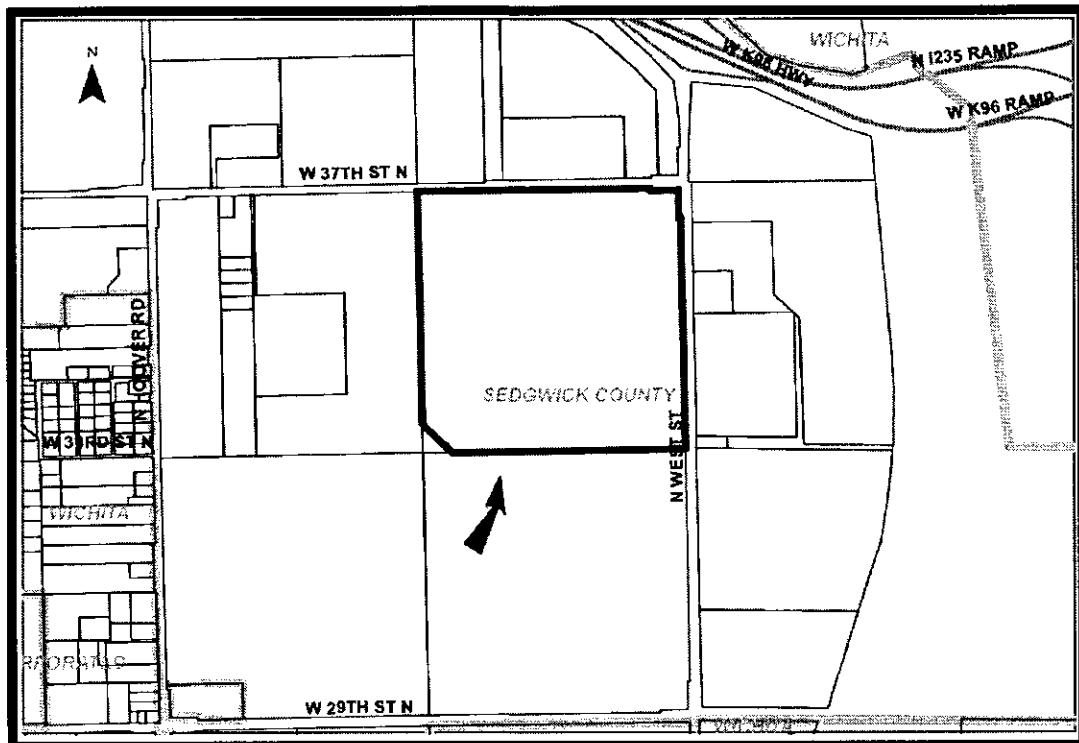 WICHITA
N
W K96 HWY
N I235 RAMP
W K96 RAMP
W 37TH ST N
N HOOVER RD
SEDGWICK COUNTY
W 33RD ST N
N WEST ST
WICHITA
W 29TH ST N